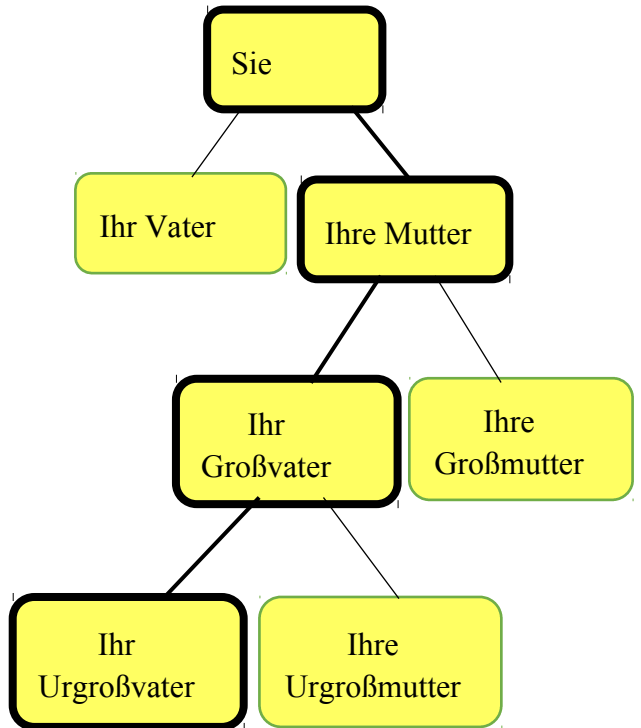 Sie
Ihr Vater
Ihre Mutter
Ihr
Großvater
Ihre
Großmutter
Ihr
Urgroßvater
Ihre
Urgroßmutter